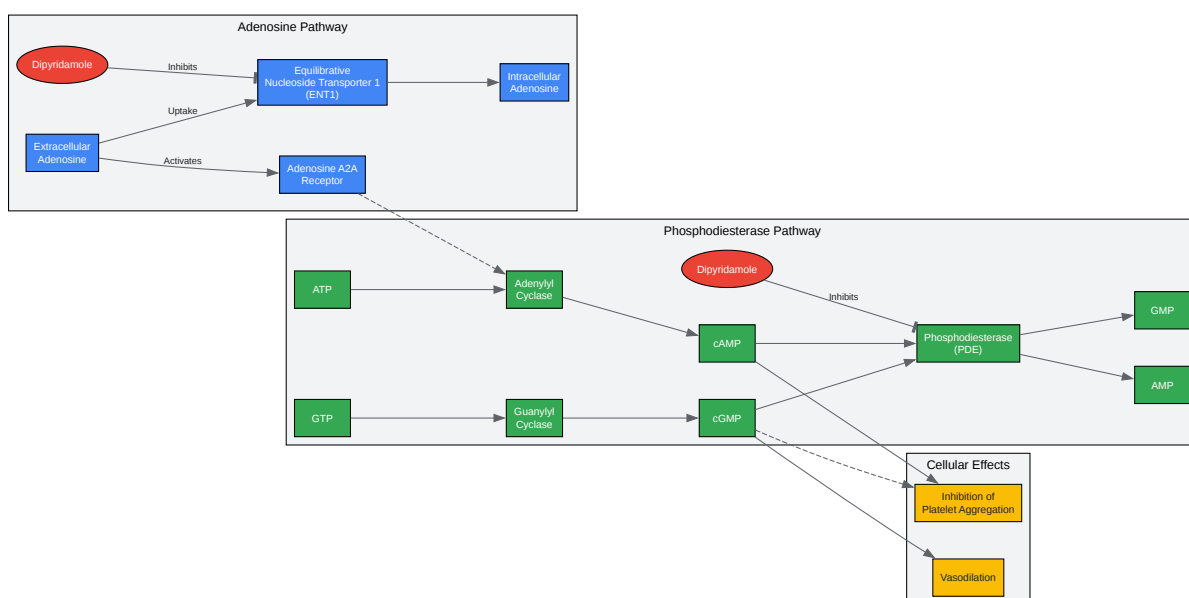 Adenosine Pathway
Dipyridamole
Inhibits
Equilibrative
Nucleoside Transporter 1
(ENT1)
Intracellular
Adenosine
Uptake
Extracellular
Adenosine
Activates
Adenosine A2A
Receptor
Phosphodiesterase Pathway
Dipyridamole
ATP
Adenylyl
Cyclase
Inhibits
GMP
cAMP
Phosphodiesterase
(PDE)
AMP
GTP
Guanylyl
Cyclase
cGMP
Cellular Effects
Inhibition of
Platelet Aggregation
Vasodilation